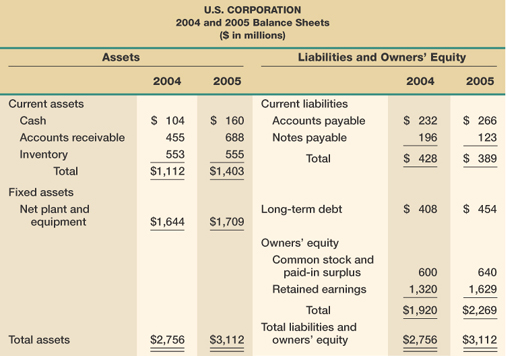 U.S. CORPORATION
2004 and 2005 Balance Sheets
($ in millions)
Assets Liabilities and Owners' Equity
2004 2005 2004 2005
Current assets Current liabilities
Cash $ 104 $ 160 Accounts payable $ 232 $ 266
Accounts receivable 455 688 Notes payable 196 123
Inventory 553 555 Total $ 428 $ 389
Total $1,112 $1,403
Fixed assets
Net plant and
equipment $1,644 $1,709 Long-term debt $ 408 $ 454
Owners' equity
Common stock and
paid-in surplus 600 640
Retained earnings 1,320 1,629
Total $1,920 $2,269
Total liabilities and
Total assets $2,756 $3,112 owners' equity $2,756 $3,112